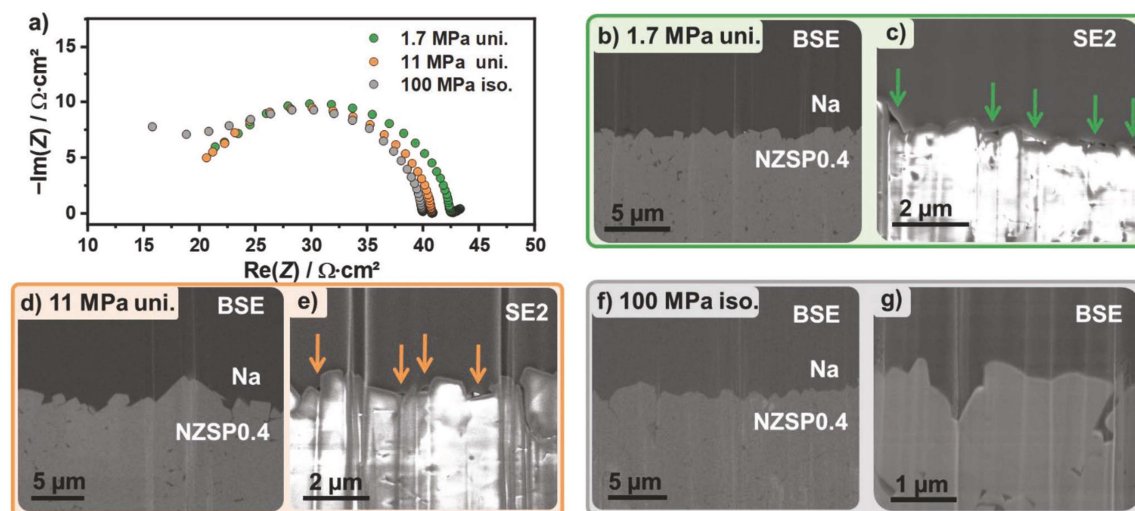 a)
15
10
5
0
−Im(Z) / Ω·cm²
1.7 MPa uni.
11 MPa uni.
100 MPa iso.
10 15 20 25 30 35 40 45 50
Re(Z) / Ω·cm²
b) 1.7 MPa uni.
BSE
Na
NZSP0.4
5 µm
c)
SE2
2 µm
d) 11 MPa uni.
BSE
Na
NZSP0.4
5 µm
e)
SE2
2 µm
f) 100 MPa iso.
BSE
Na
NZSP0.4
5 µm
g)
BSE
1 µm